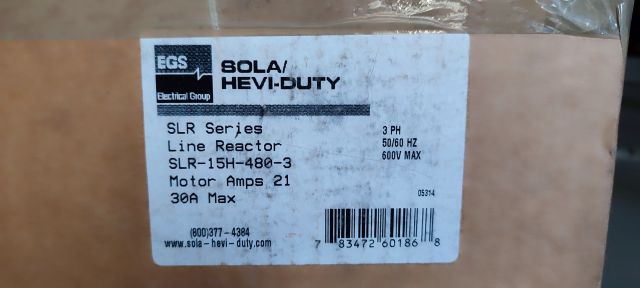 EGS
Electrical Group
SOLA/
HEVI-DUTY
SLR Series
Line Reactor
SLR-15H-480-3
Motor Amps 21
30A Max
3 PH
50/60 HZ
600V MAX
05314
(800)377-4384
www.sola-hevi-duty.com
7 83472 60186 8